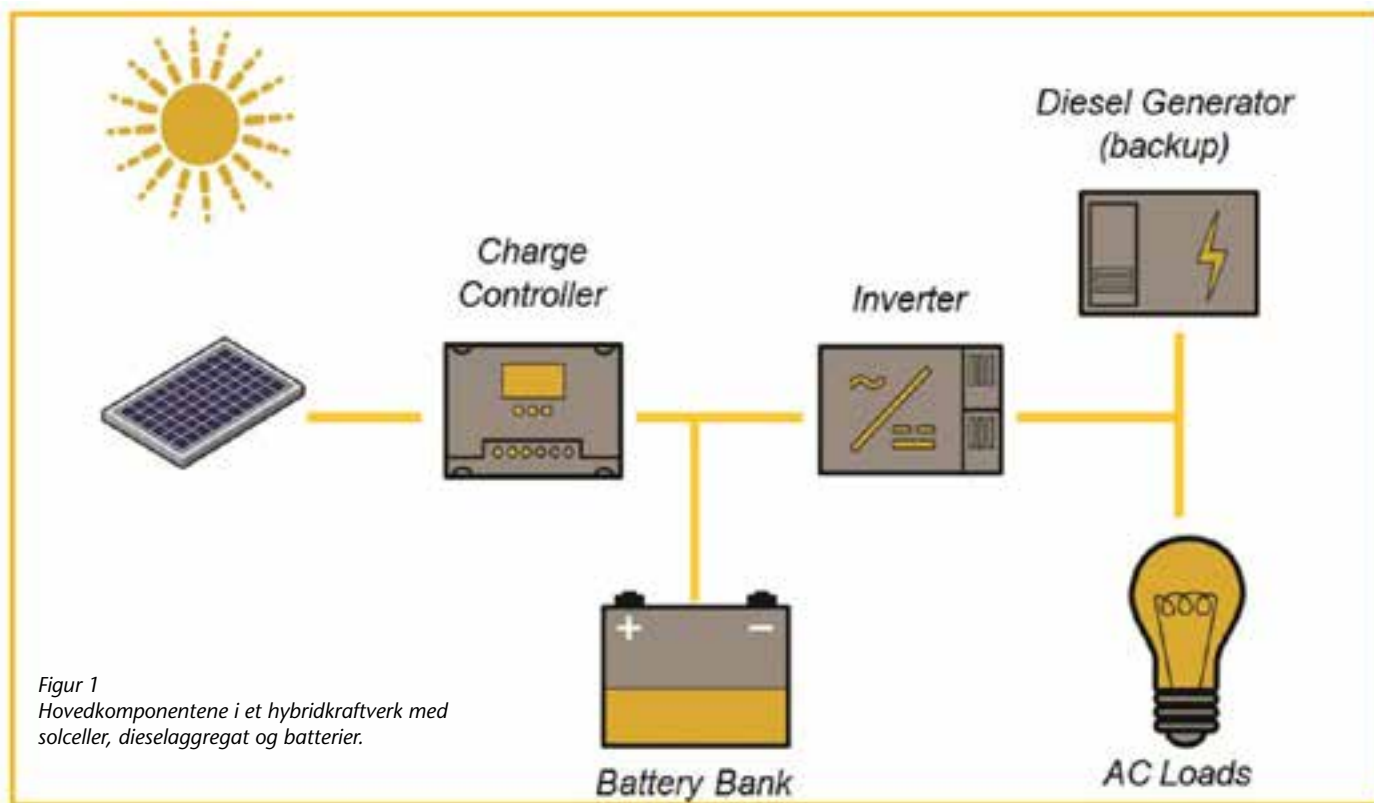 Diesel Generator
(backup)
Charge
Controller
Inverter
+ −
Figur 1
Hovedkomponentene i et hybridkraftverk med
solceller, dieselaggregat og batterier.
Battery Bank
AC Loads